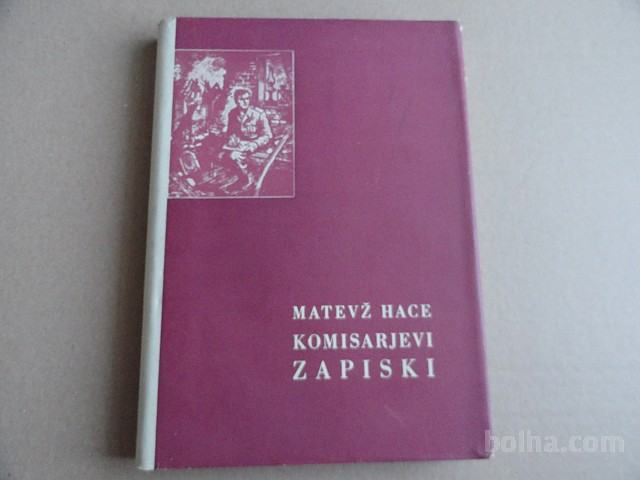 MATEVŽ HACE
KOMISARJEVI
ZAPISKI
bolha.com